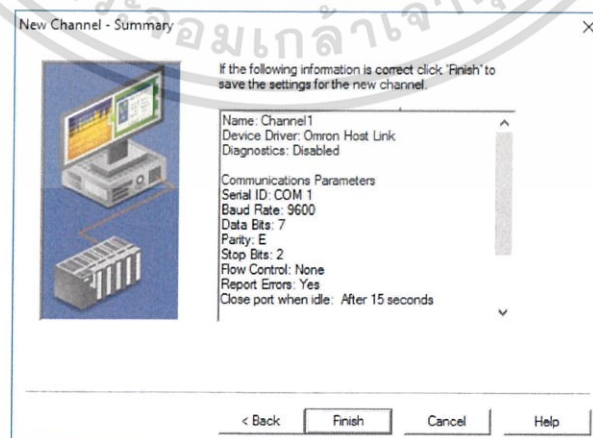 New Channel - Summary
If the following information is correct click 'Finish' to
save the settings for the new channel.
Name: Channel1
Device Driver: Omron Host Link
Diagnostics: Disabled
Communications Parameters
Serial ID: COM 1
Baud Rate: 9600
Data Bits: 7
Parity: E
Stop Bits: 2
Flow Control: None
Report Errors: Yes
Close port when idle: After 15 seconds
< Back
Finish
Cancel
Help